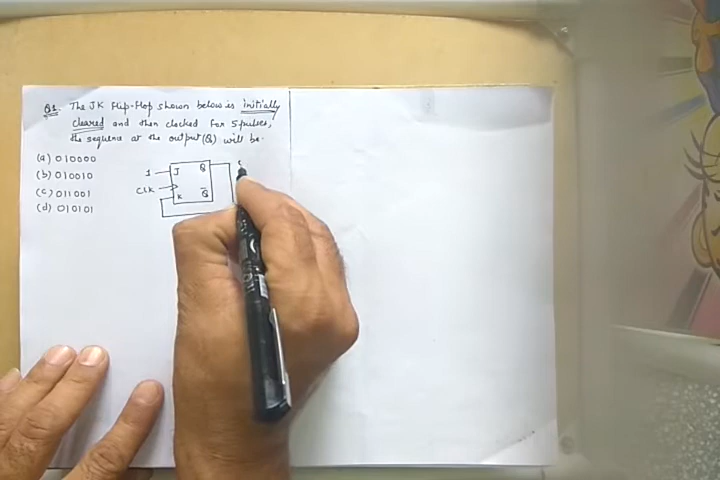 Q1. The JK Flip-Flop shown below is initially
cleared and then clocked for 5 pulses,
the sequence at the output (Q) will be.
(a) 010000
(b) 010010
(c) 011001
(d) 010101
1 J Q
CLK
K Q̅